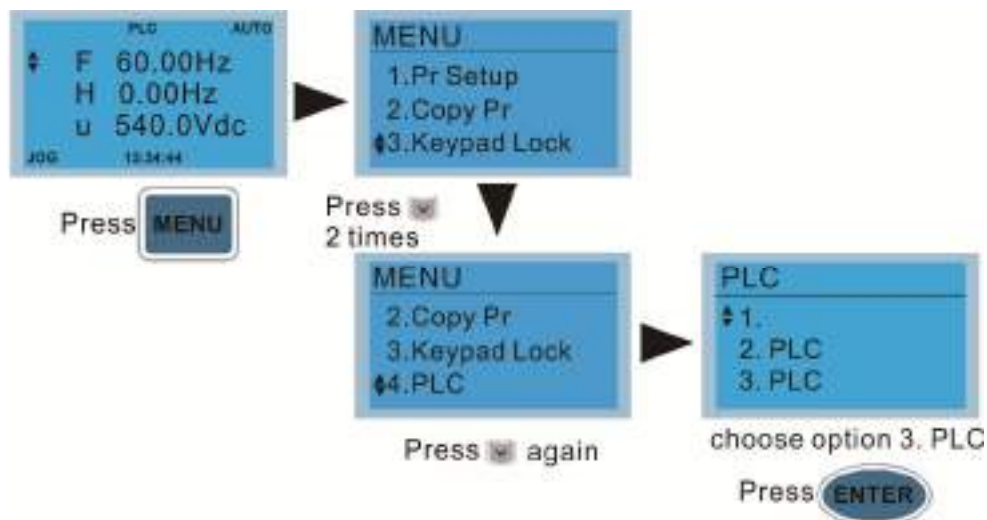 PLC AUTO
F 60.00Hz
H 0.00Hz
u 540.0Vdc
JOG 13:34:44
Press MENU
MENU
1.Pr Setup
2.Copy Pr
3.Keypad Lock
Press
2 times
MENU
2.Copy Pr
3.Keypad Lock
4.PLC
Press again
PLC
1.
2. PLC
3. PLC
choose option 3. PLC
Press ENTER